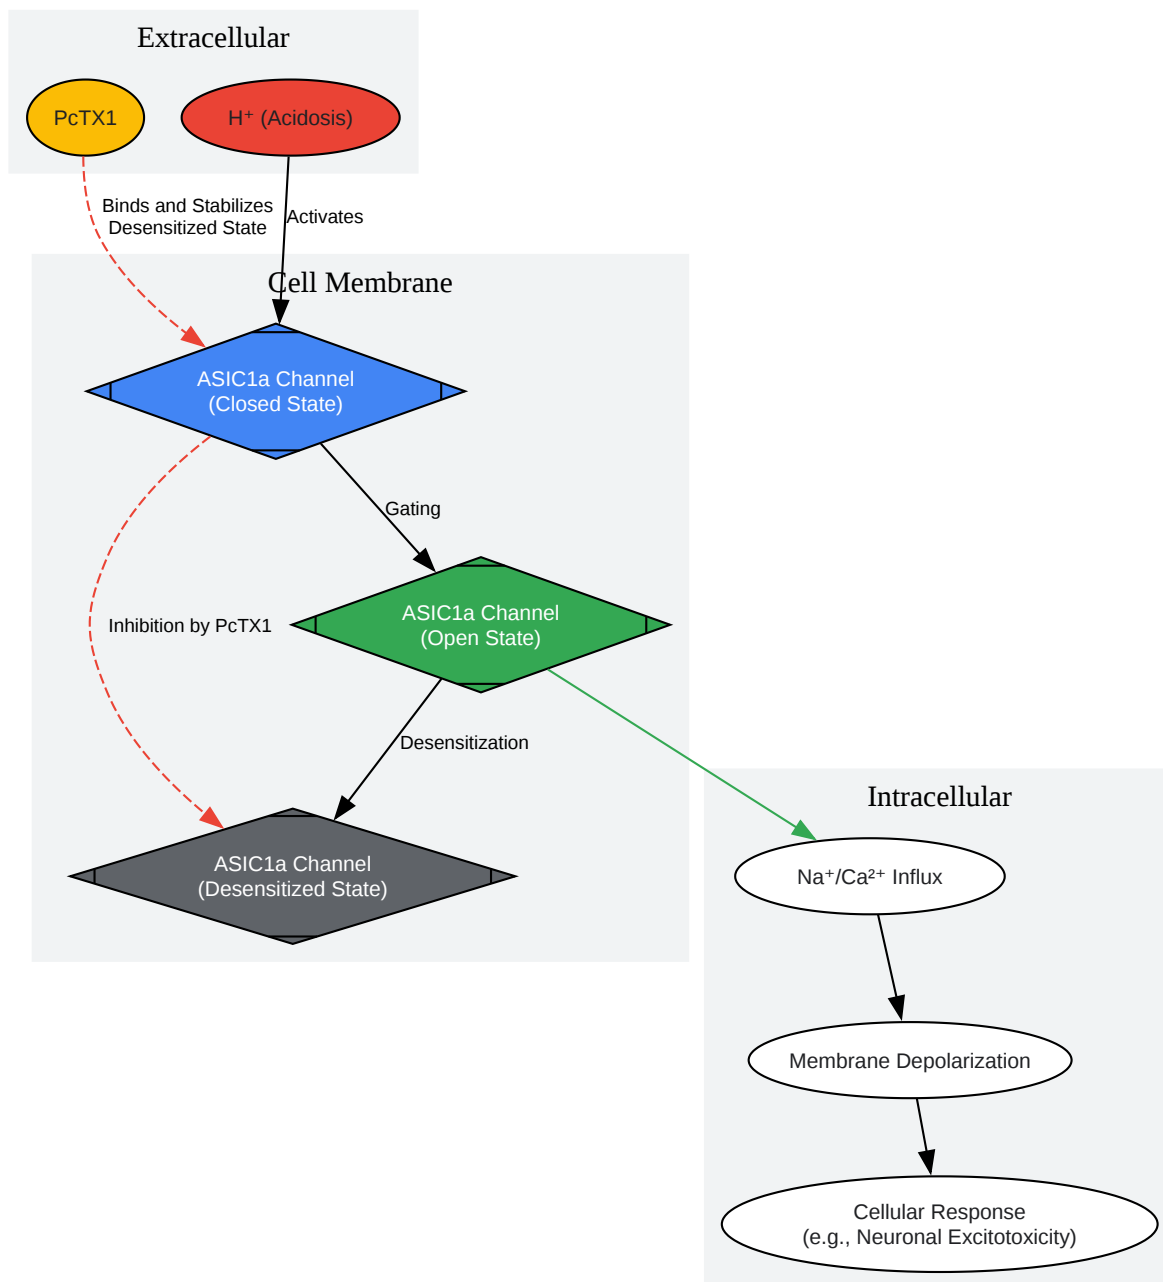 Extracellular
PcTX1
H⁺ (Acidosis)
Binds and Stabilizes
Desensitized State
Activates
Cell Membrane
ASIC1a Channel
(Closed State)
Gating
ASIC1a Channel
(Open State)
Inhibition by PcTX1
Desensitization
ASIC1a Channel
(Desensitized State)
Intracellular
Na⁺/Ca²⁺ Influx
Membrane Depolarization
Cellular Response
(e.g., Neuronal Excitotoxicity)